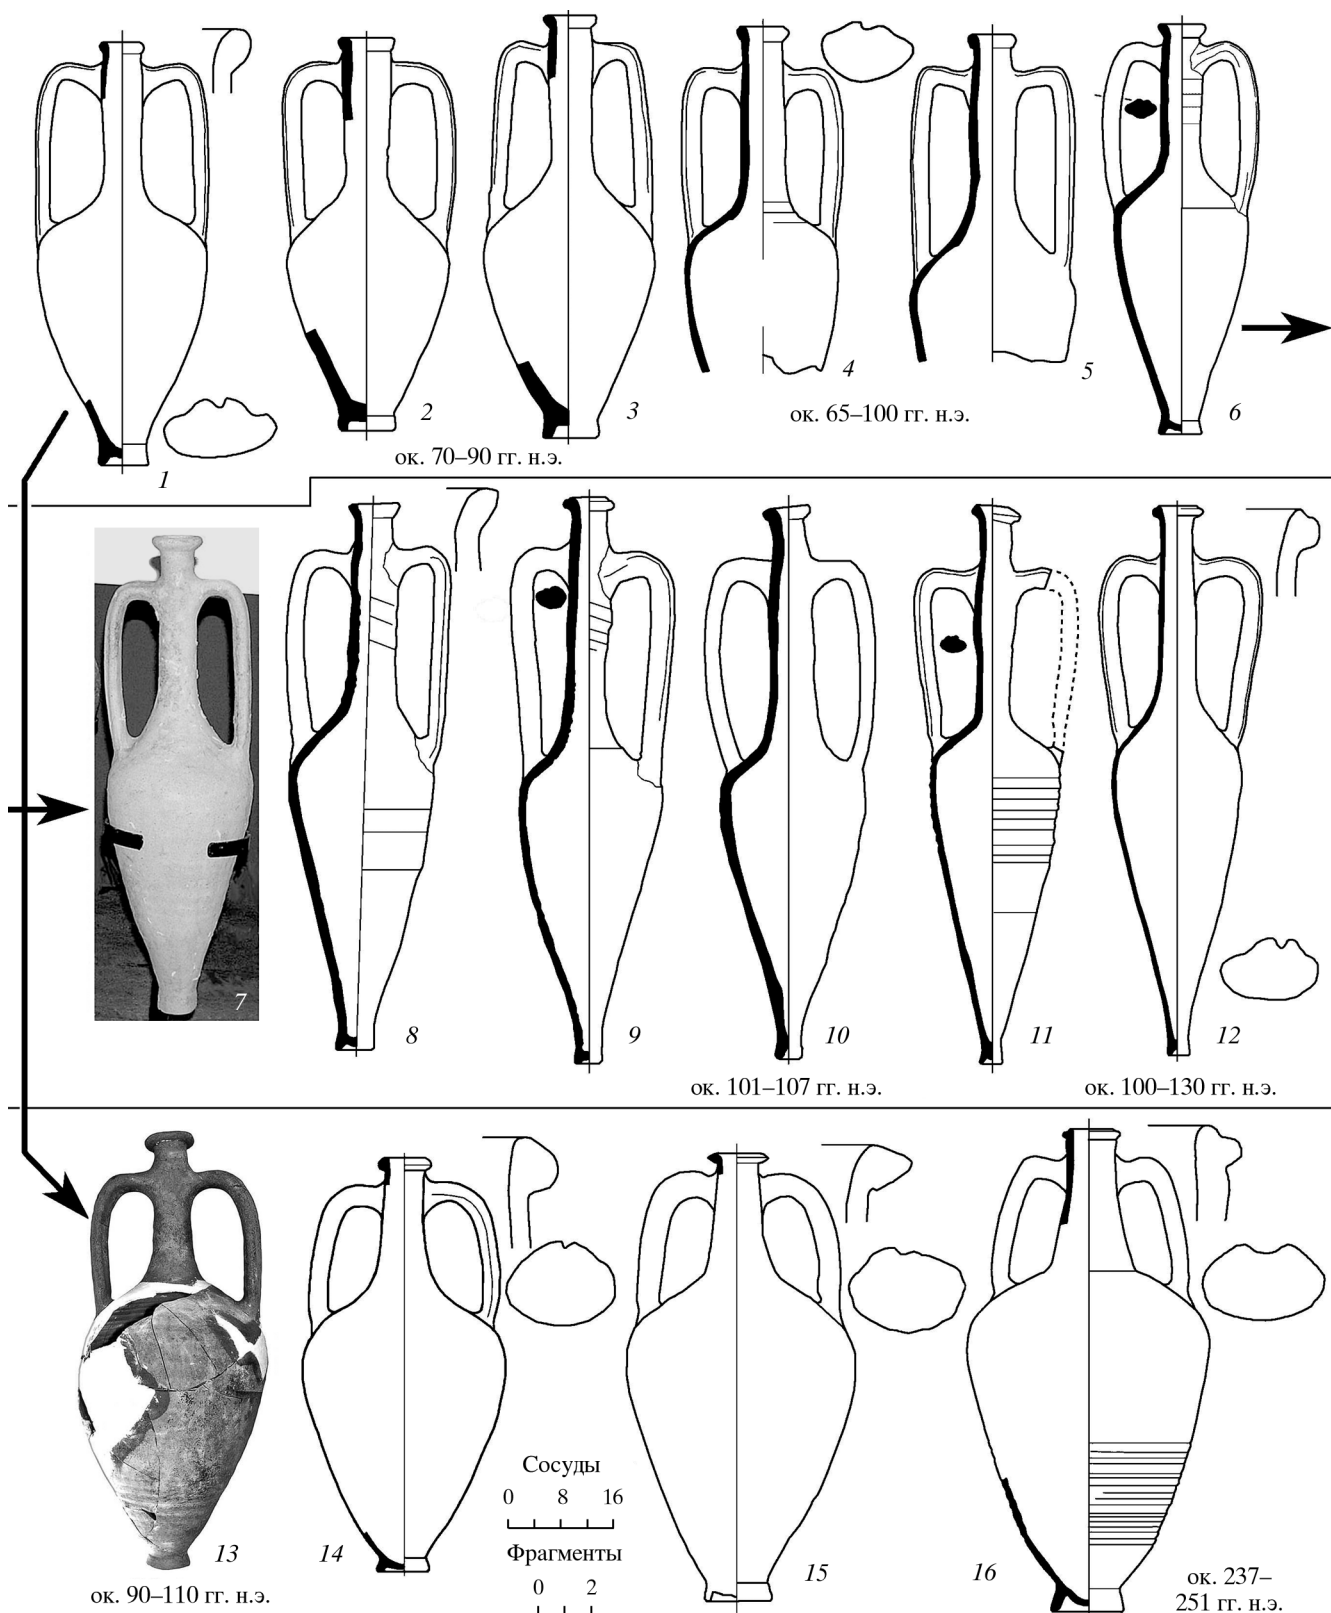 1
2
3
4
5
6
ок. 70–90 гг. н.э.
ок. 65–100 гг. н.э.
7
8
9
10
11
12
ок. 101–107 гг. н.э.
ок. 100–130 гг. н.э.
13
14
15
16
ок. 90–110 гг. н.э.
Сосуды
0 8 16
Фрагменты
0 2
ок. 237–
251 гг. н.э.